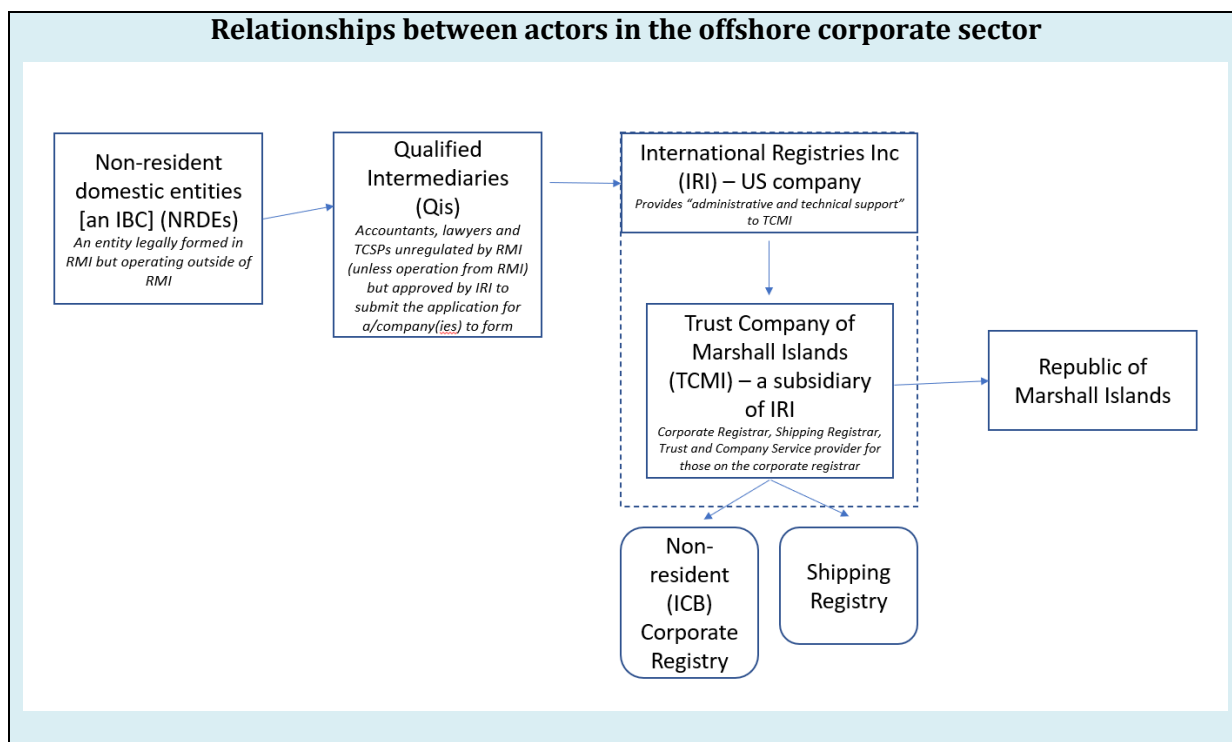 Relationships between actors in the offshore corporate sector
Non-resident
domestic entities
[an IBC] (NRDEs)
An entity legally formed in
RMI but operating outside of
RMI
Qualified
Intermediaries
(Qis)
Accountants, lawyers and
TCSPs unregulated by RMI
(unless operation from RMI)
but approved by IRI to
submit the application for
a/company(ies) to form
International Registries Inc
(IRI) – US company
Provides “administrative and technical support”
to TCMI
Trust Company of
Marshall Islands
(TCMI) – a subsidiary
of IRI
Corporate Registrar, Shipping Registrar,
Trust and Company Service provider for
those on the corporate registrar
Republic of
Marshall Islands
Non-
resident
(ICB)
Corporate
Registry
Shipping
Registry